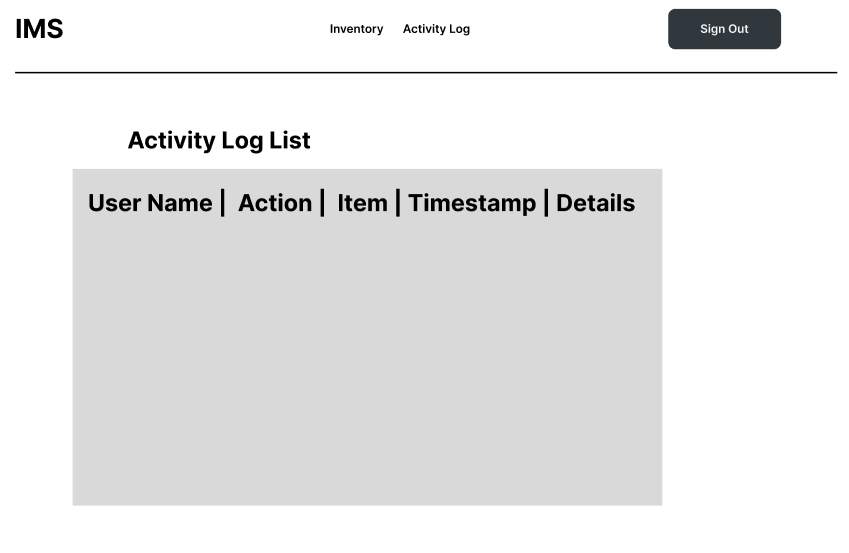 IMS
Inventory Activity Log
Sign Out
Activity Log List
User Name | Action | Item | Timestamp | Details